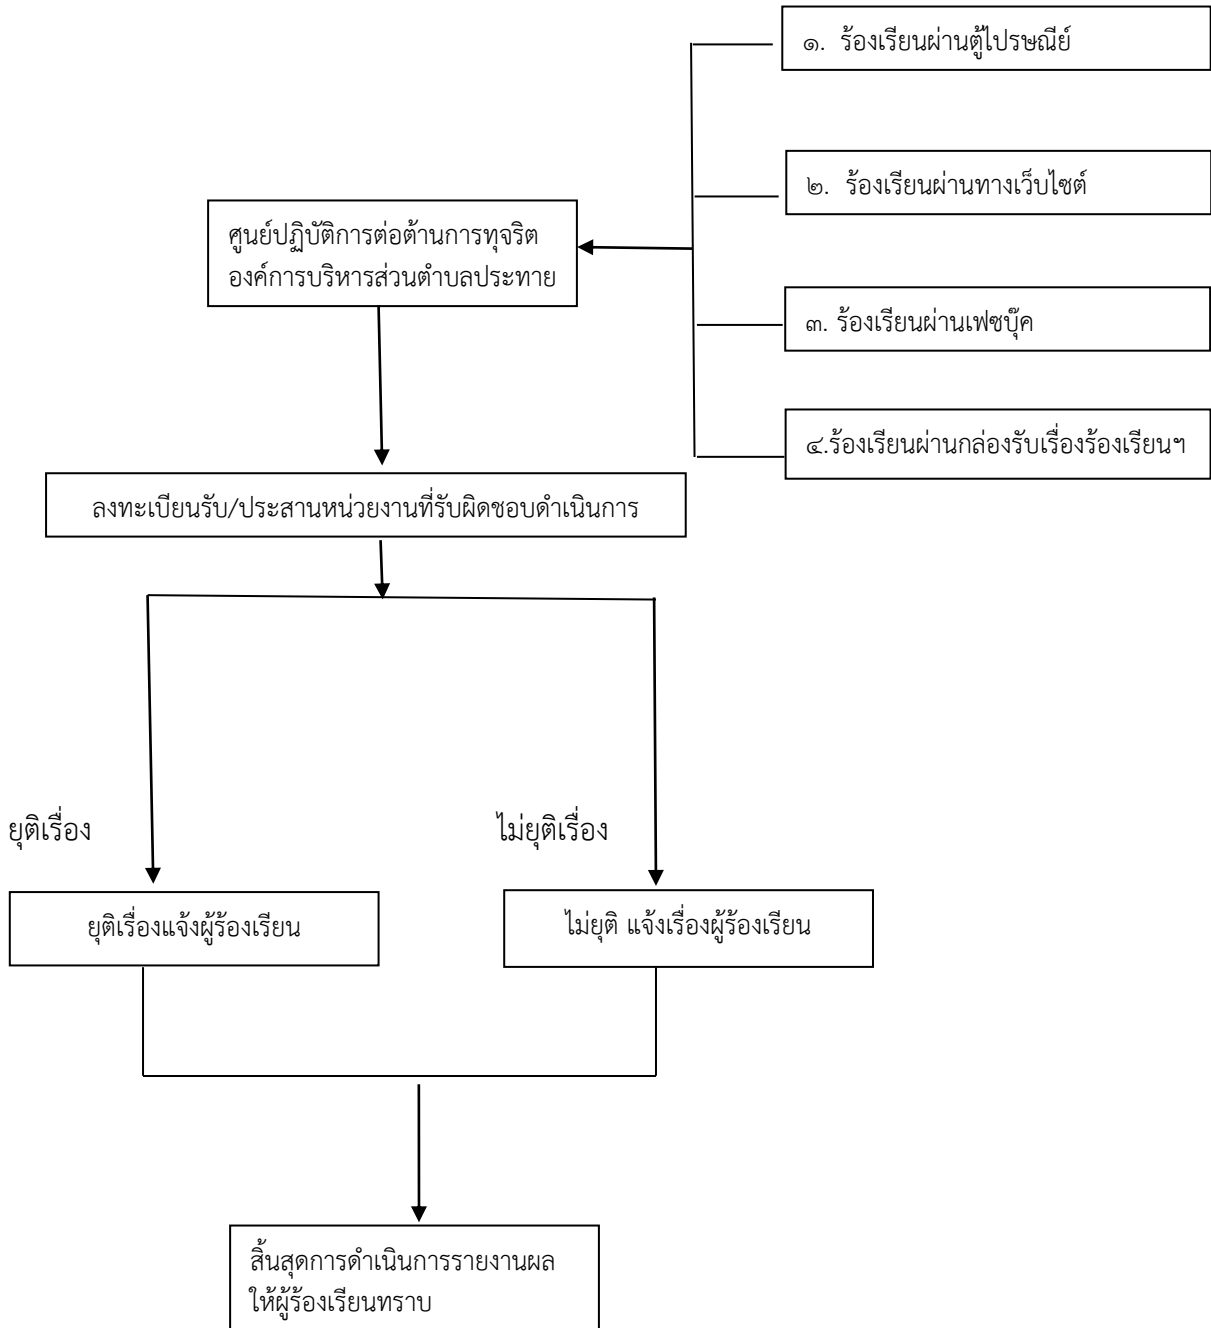 ๑. ร้องเรียนผ่านตู้ไปรษณีย์
๒. ร้องเรียนผ่านทางเว็บไซต์
ศูนย์ปฏิบัติการต่อต้านการทุจริต
องค์การบริหารส่วนตำบลประทาย
๓. ร้องเรียนผ่านเฟซบุ๊ค
๔.ร้องเรียนผ่านกล่องรับเรื่องร้องเรียนฯ
ลงทะเบียนรับ/ประสานหน่วยงานที่รับผิดชอบดำเนินการ
ยุติเรื่อง
ไม่ยุติเรื่อง
ยุติเรื่องแจ้งผู้ร้องเรียน
ไม่ยุติ แจ้งเรื่องผู้ร้องเรียน
สิ้นสุดการดำเนินการรายงานผล
ให้ผู้ร้องเรียนทราบ